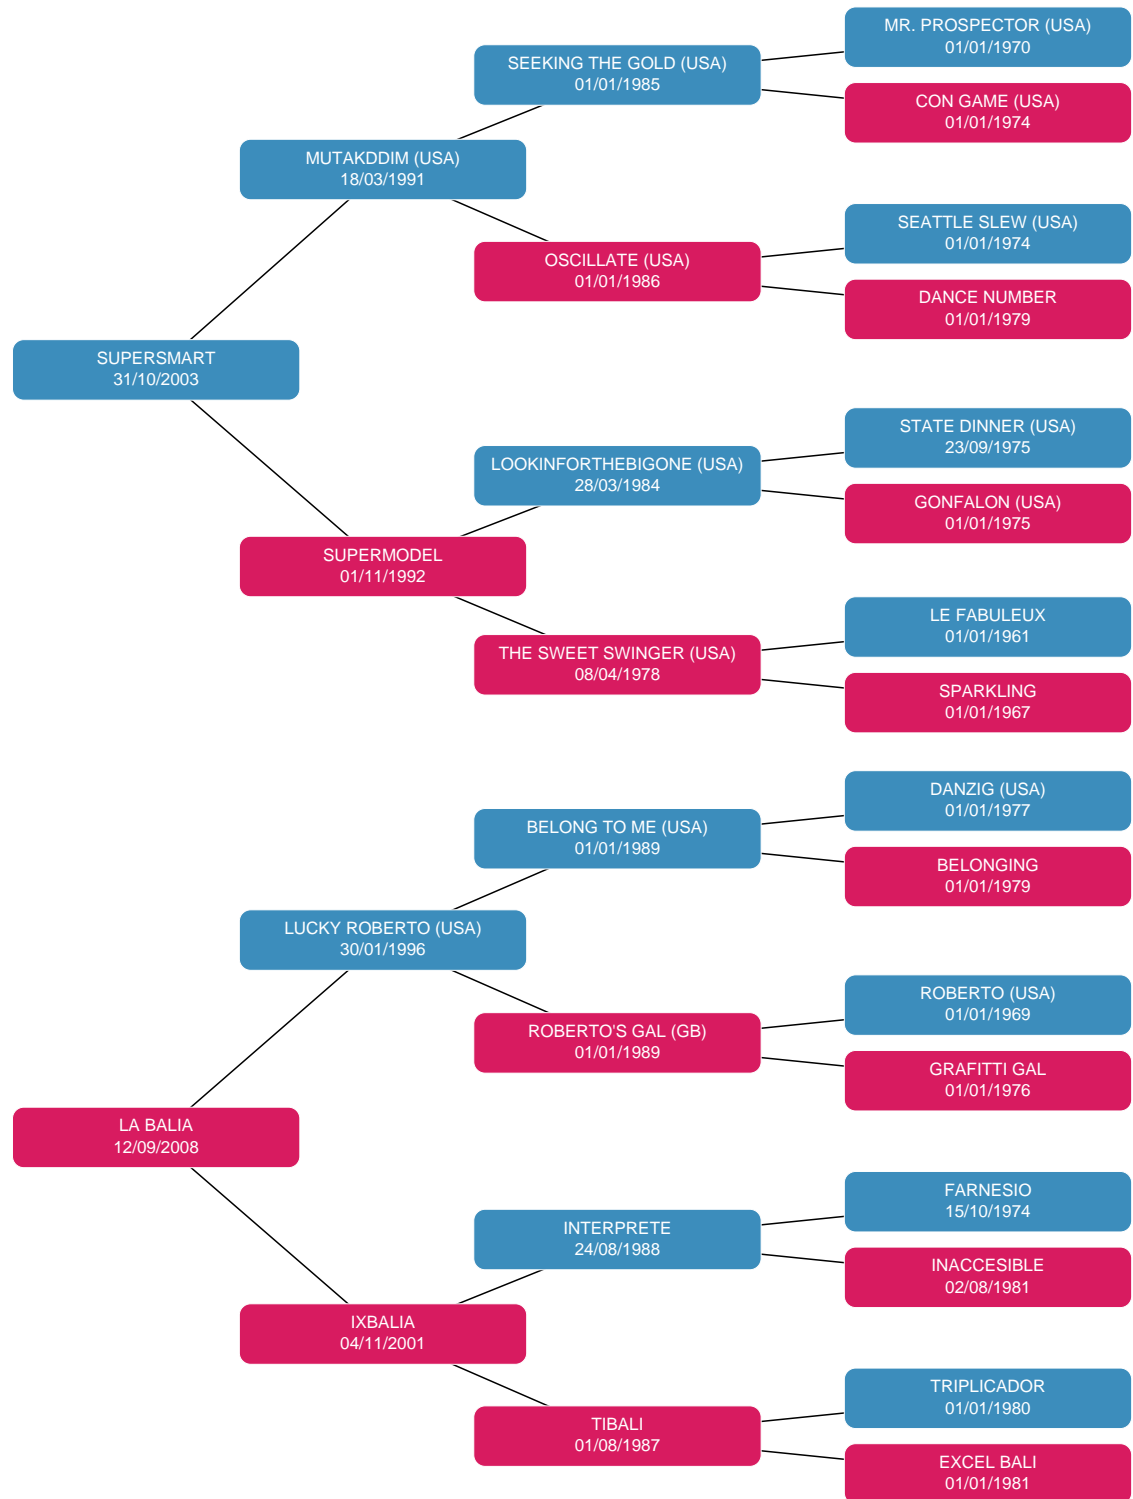 MR. PROSPECTOR (USA)
01/01/1970
SEEKING THE GOLD (USA)
01/01/1985
CON GAME (USA)
01/01/1974
MUTAKDDIM (USA)
18/03/1991
SEATTLE SLEW (USA)
01/01/1974
OSCILLATE (USA)
01/01/1986
DANCE NUMBER
01/01/1979
SUPERSMART
31/10/2003
STATE DINNER (USA)
23/09/1975
LOOKINFORTHEBIGONE (USA)
28/03/1984
GONFALON (USA)
01/01/1975
SUPERMODEL
01/11/1992
LE FABULEUX
01/01/1961
THE SWEET SWINGER (USA)
08/04/1978
SPARKLING
01/01/1967
DANZIG (USA)
01/01/1977
BELONG TO ME (USA)
01/01/1989
BELONGING
01/01/1979
LUCKY ROBERTO (USA)
30/01/1996
ROBERTO (USA)
01/01/1969
ROBERTO'S GAL (GB)
01/01/1989
GRAFITTI GAL
01/01/1976
LA BALIA
12/09/2008
FARNESIO
15/10/1974
INTERPRETE
24/08/1988
INACCESIBLE
02/08/1981
IXBALIA
04/11/2001
TRIPLICADOR
01/01/1980
TIBALI
01/08/1987
EXCEL BALI
01/01/1981